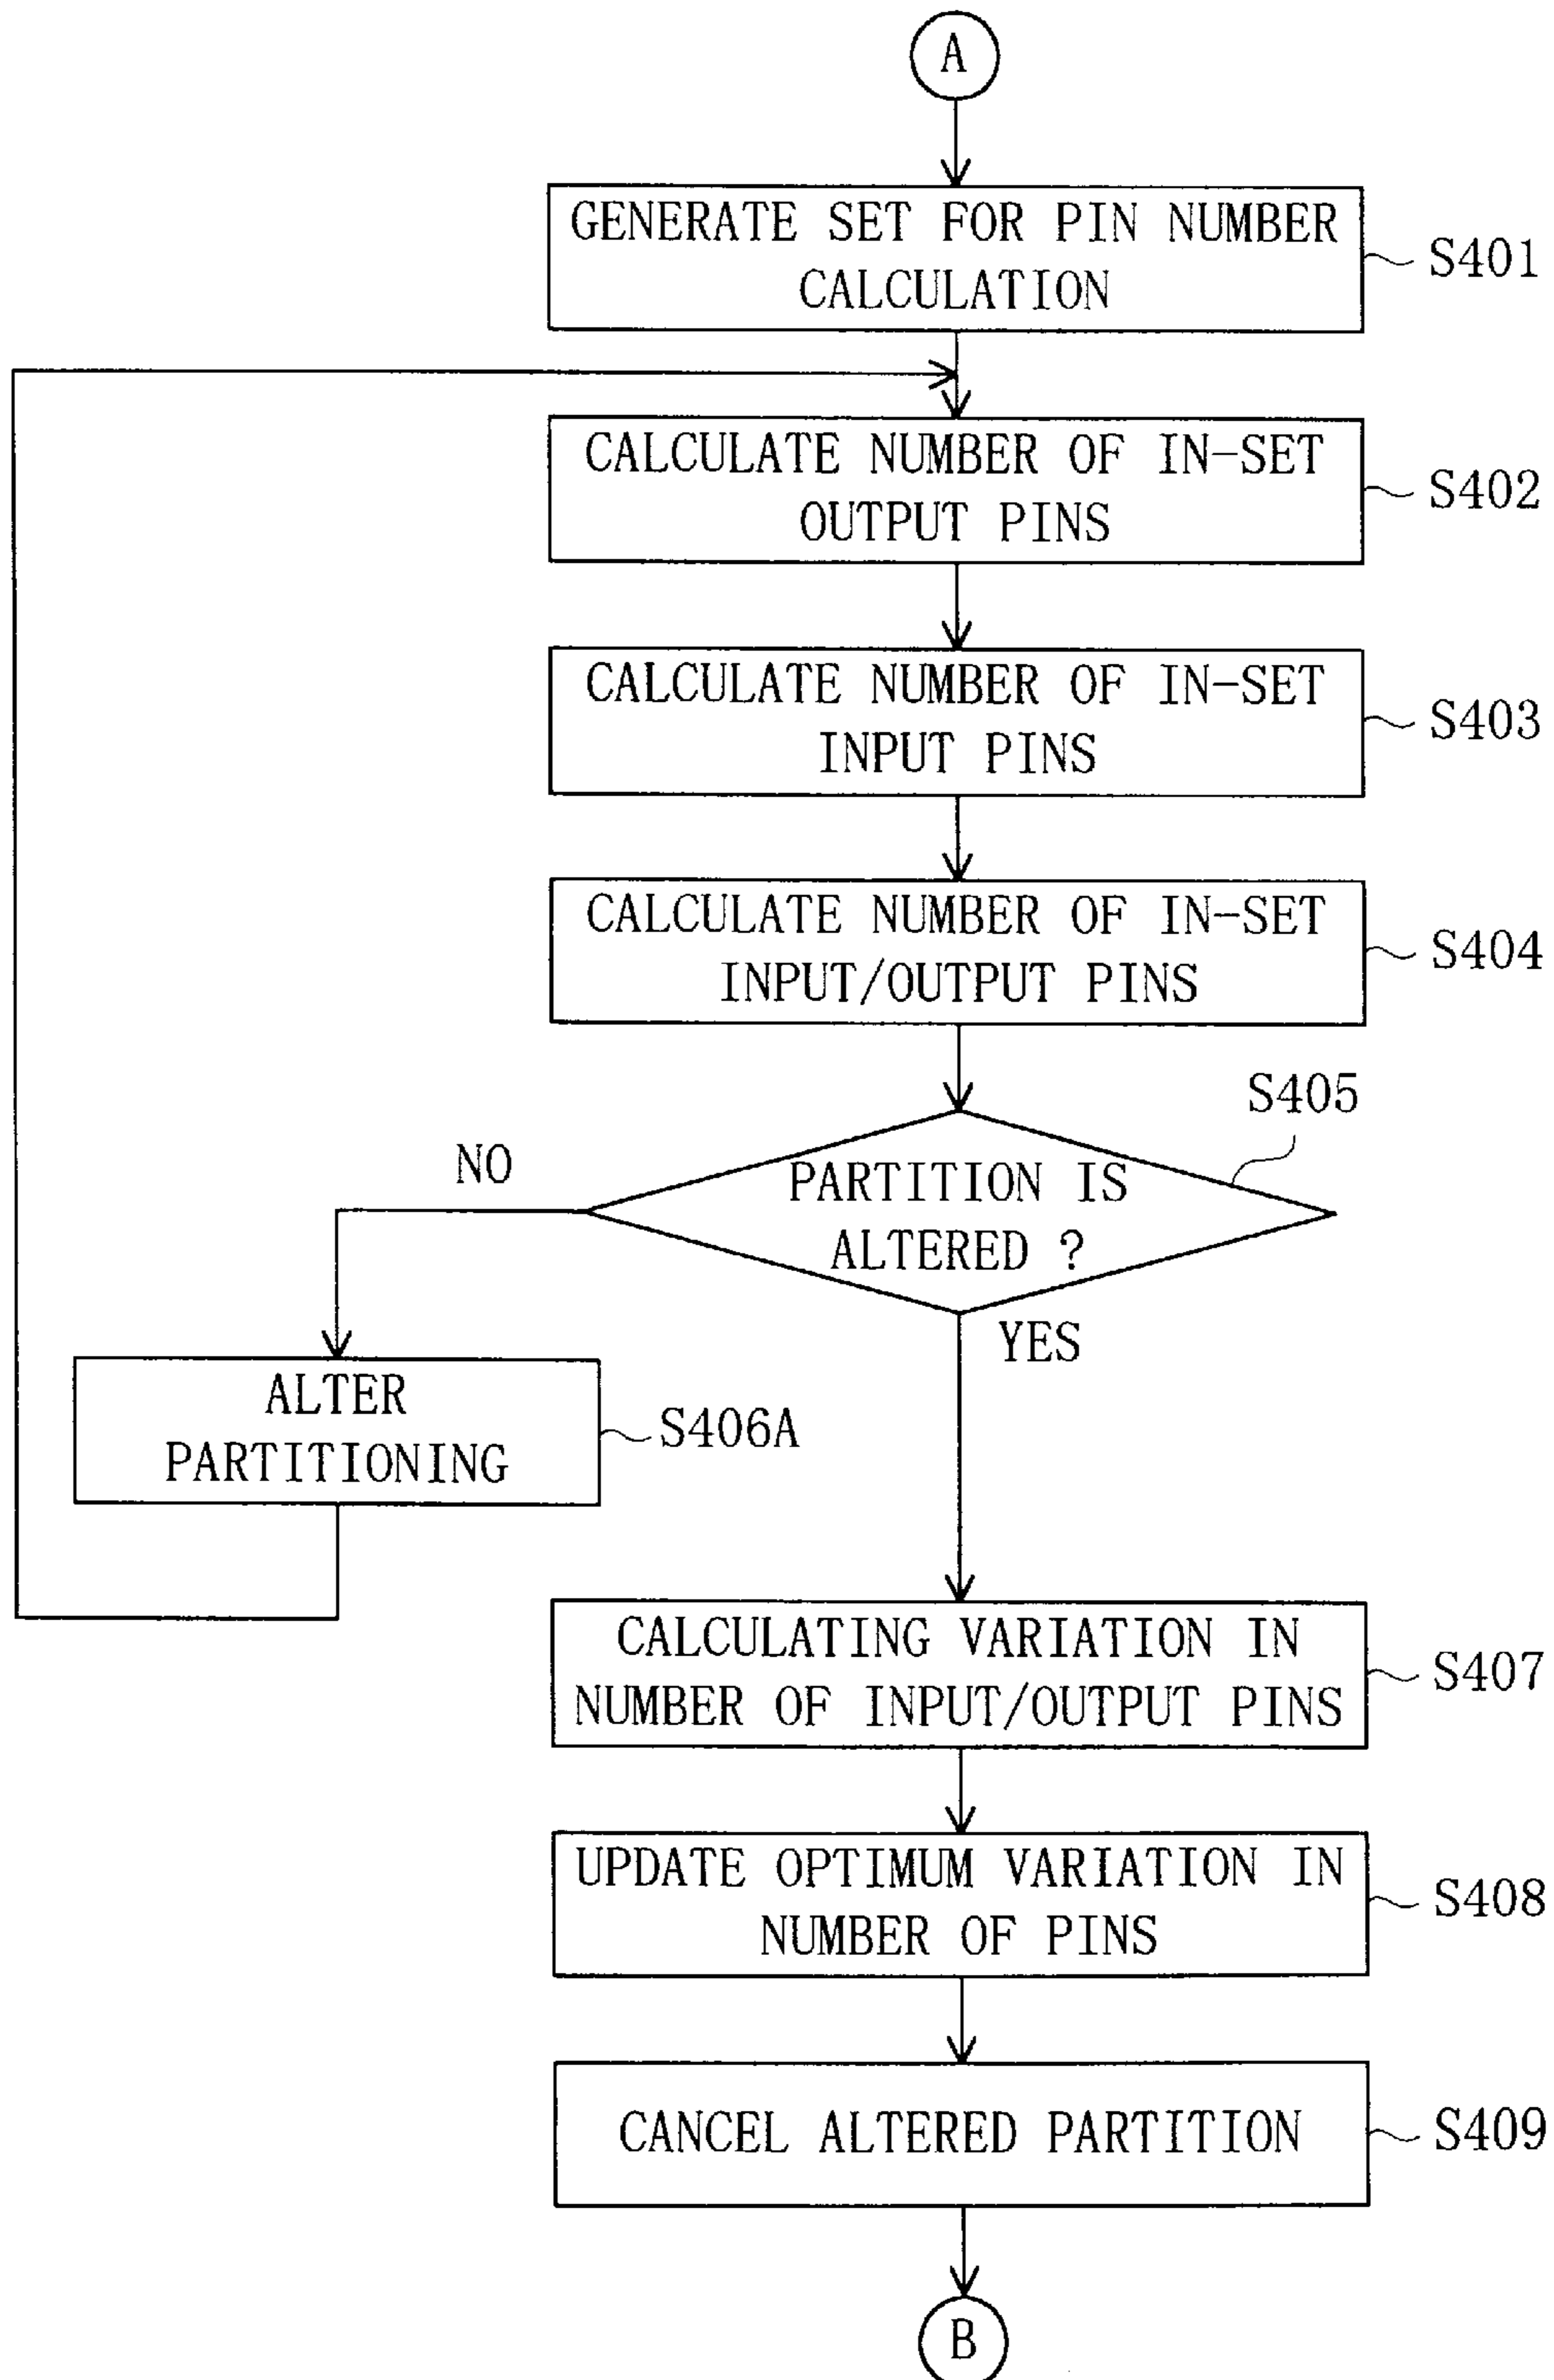 A
GENERATE SET FOR PIN NUMBER
CALCULATION
S401
CALCULATE NUMBER OF IN-SET
OUTPUT PINS
S402
CALCULATE NUMBER OF IN-SET
INPUT PINS
S403
CALCULATE NUMBER OF IN-SET
INPUT/OUTPUT PINS
S404
S405
NO
PARTITION IS
ALTERED ?
YES
ALTER
PARTITIONING
S406A
CALCULATING VARIATION IN
NUMBER OF INPUT/OUTPUT PINS
S407
UPDATE OPTIMUM VARIATION IN
NUMBER OF PINS
S408
CANCEL ALTERED PARTITION
S409
B